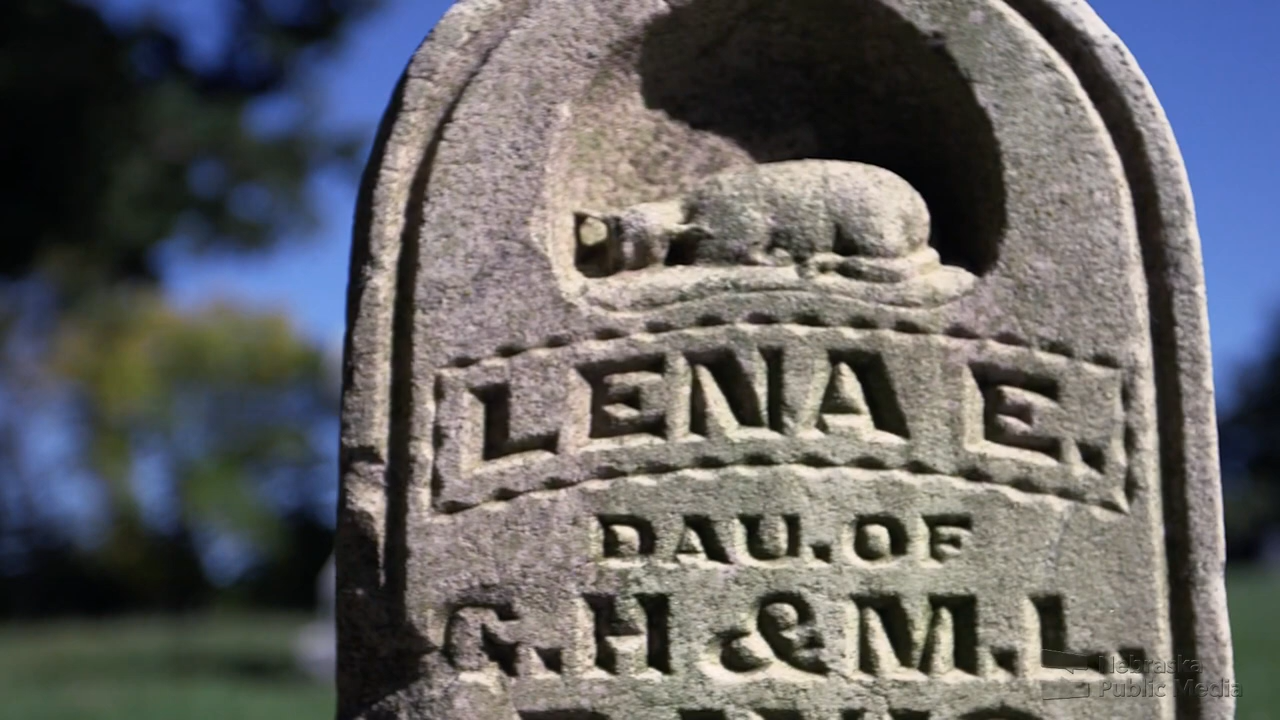 LENA E.
DAU. OF
G. H & M. L.
Nebraska
Public Media